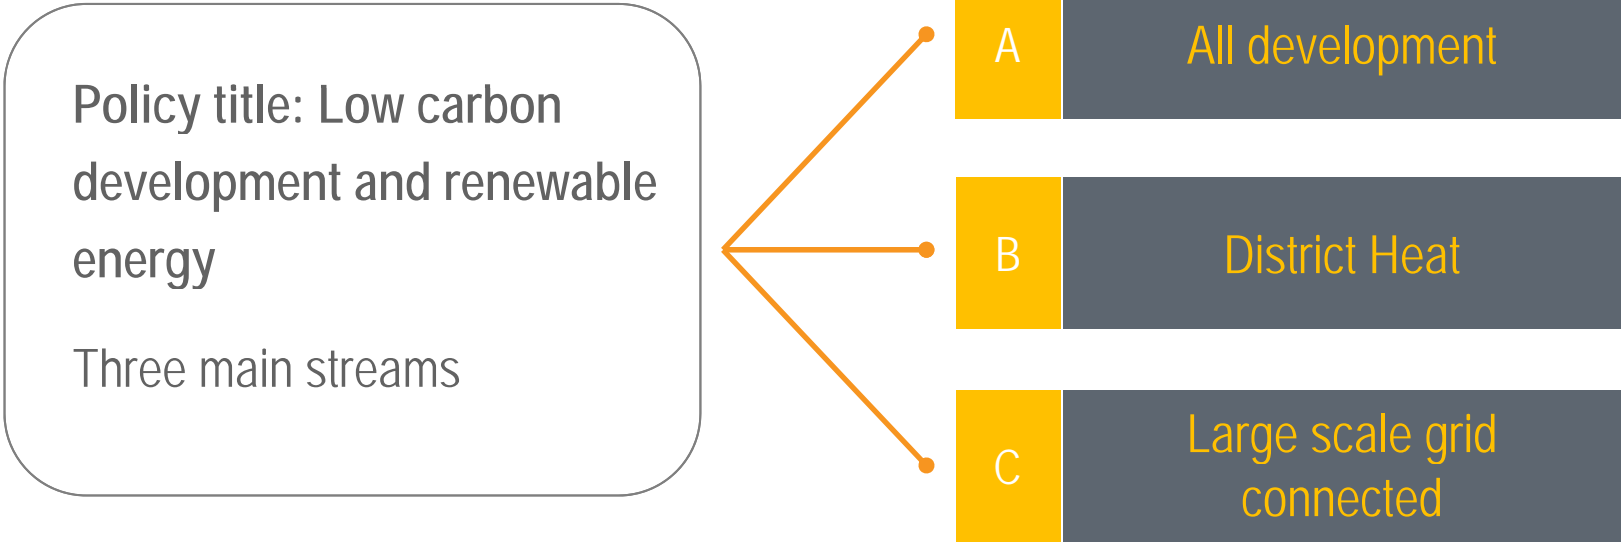 Policy title: Low carbon
development and renewable
energy
Three main streams
A
All development
B
District Heat
C
Large scale grid
connected